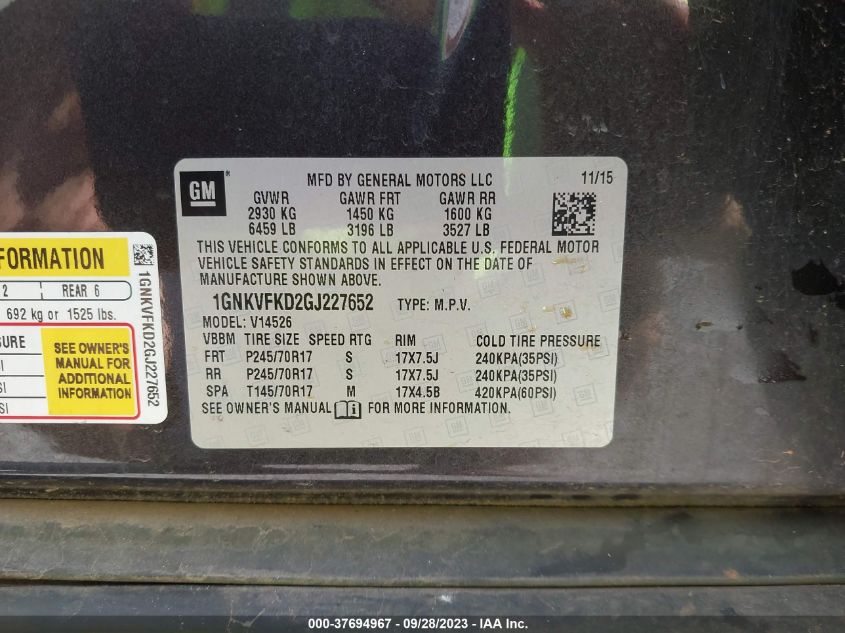 GM
MFD BY GENERAL MOTORS LLC 11/15
GVWR GAWR FRT GAWR RR
2930 KG 1450 KG 1600 KG
6459 LB 3196 LB 3527 LB
THIS VEHICLE CONFORMS TO ALL APPLICABLE U.S. FEDERAL MOTOR
VEHICLE SAFETY STANDARDS IN EFFECT ON THE DATE OF
MANUFACTURE SHOWN ABOVE.
1GNKVFKD2GJ227652 TYPE: M.P.V.
MODEL: V14526
VBBM TIRE SIZE SPEED RTG RIM COLD TIRE PRESSURE
FRT P245/70R17 S 17X7.5J 240KPA(35PSI)
RR P245/70R17 S 17X7.5J 240KPA(35PSI)
SPA T145/70R17 M 17X4.5B 420KPA(60PSI)
SEE OWNER'S MANUAL FOR MORE INFORMATION.
FORMATION
2 REAR 6
692 kg or 1525 lbs.
SURE
SEE OWNER'S
MANUAL FOR
ADDITIONAL
INFORMATION
SI
SI
SI
1GNKVFKD2GJ227652
000-37694967 - 09/28/2023 - IAA Inc.